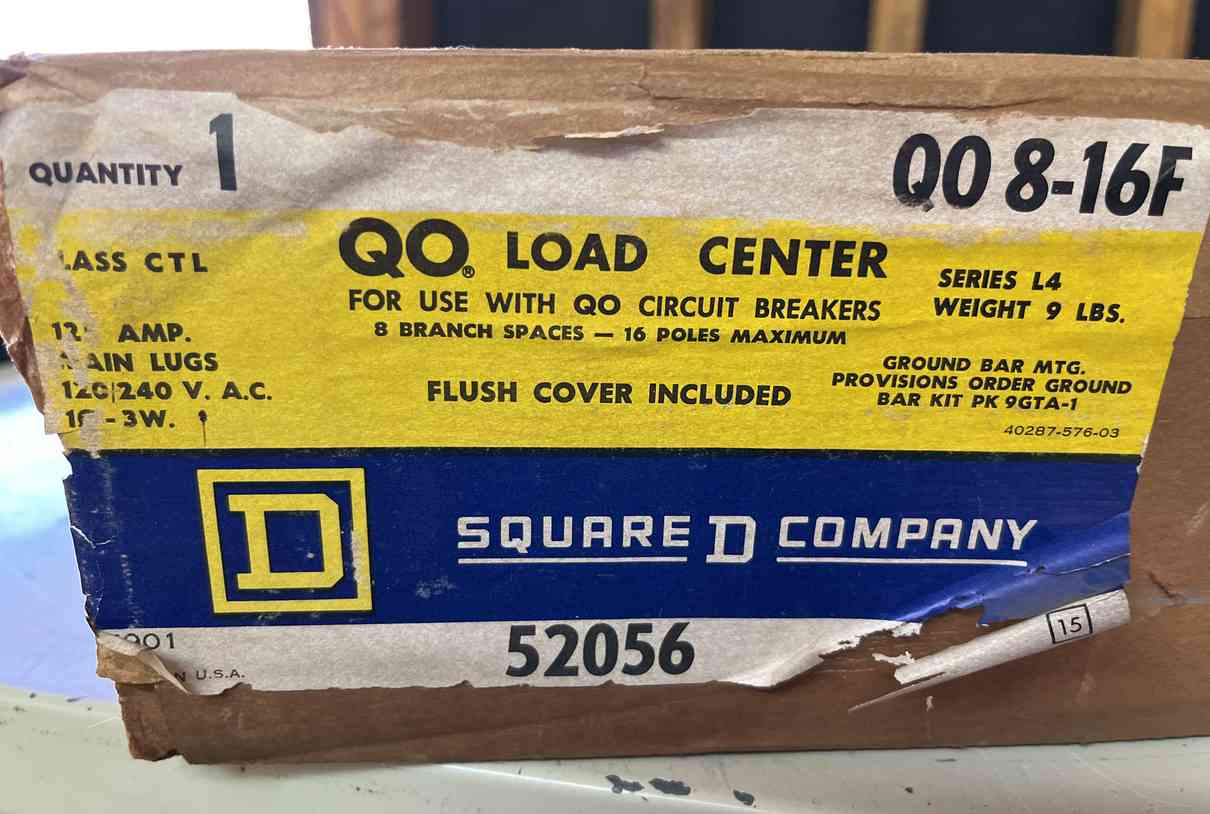 QUANTITY 1
QO 8-16F
CTL
QO® LOAD CENTER
FOR USE WITH QO CIRCUIT BREAKERS
8 BRANCH SPACES — 16 POLES MAXIMUM
FLUSH COVER INCLUDED
SERIES L4
WEIGHT 9 LBS.
AMP.
LUGS
120/240 V. A.C.
- 3W.
GROUND BAR MTG.
PROVISIONS ORDER GROUND
BAR KIT PK 9GTA-1
40287-576-03
D
SQUARE D COMPANY
52056
U.S.A.
15